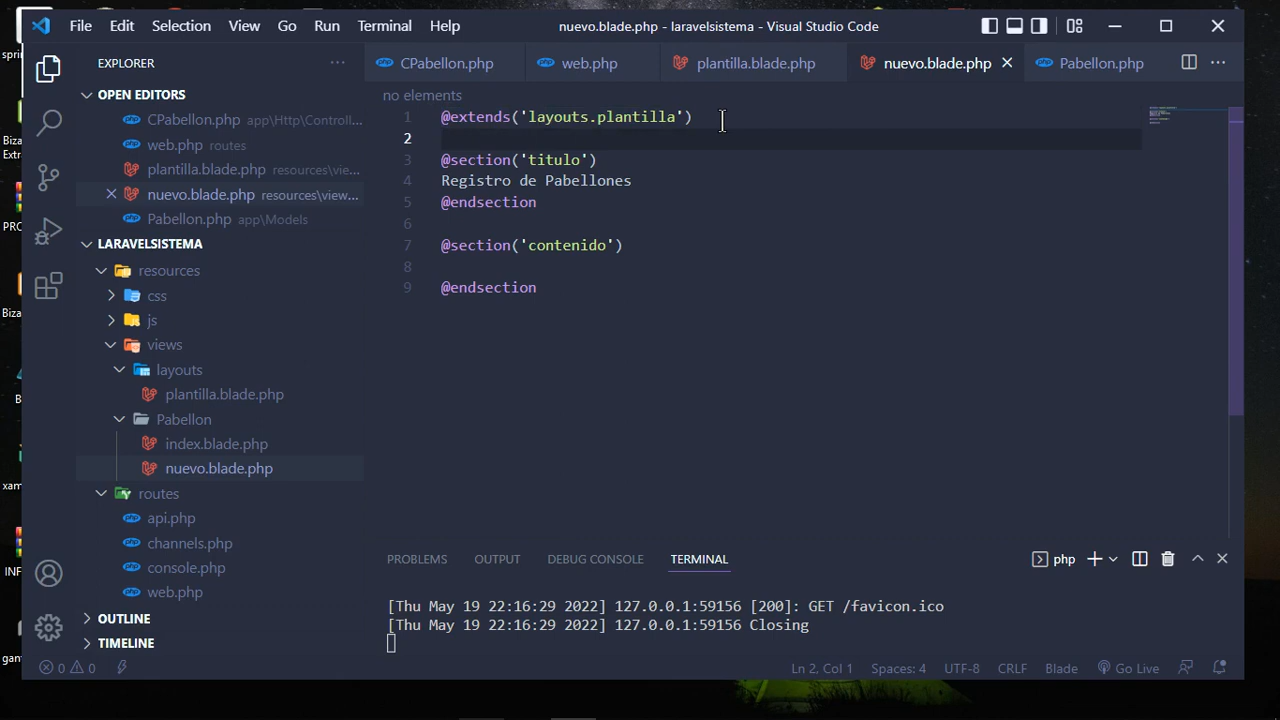 File Edit Selection View Go Run Terminal Help nuevo.blade.php - laravelsistema - Visual Studio Code
EXPLORER
CPabellon.php web.php plantilla.blade.php nuevo.blade.php Pabellon.php
OPEN EDITORS
CPabellon.php app\Http\Controll...
web.php routes
plantilla.blade.php resources\vie...
nuevo.blade.php resources\view...
Pabellon.php app\Models
LARAVELSISTEMA
resources
css
js
views
layouts
plantilla.blade.php
Pabellon
index.blade.php
nuevo.blade.php
routes
api.php
channels.php
console.php
web.php
OUTLINE
TIMELINE
no elements
1 @extends('layouts.plantilla')
2
3 @section('titulo')
4 Registro de Pabellones
5 @endsection
6
7 @section('contenido')
8
9 @endsection
PROBLEMS OUTPUT DEBUG CONSOLE TERMINAL php
[Thu May 19 22:16:29 2022] 127.0.0.1:59156 [200]: GET /favicon.ico
[Thu May 19 22:16:29 2022] 127.0.0.1:59156 Closing
0 0 Ln 2, Col 1 Spaces: 4 UTF-8 CRLF Blade Go Live